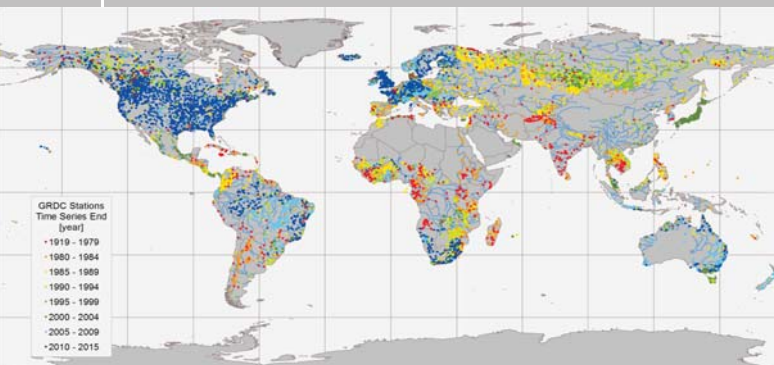 GRDC Stations
Time Series End
[year]
1919 - 1979
1980 - 1984
1985 - 1989
1990 - 1994
1995 - 1999
2000 - 2004
2005 - 2009
2010 - 2015